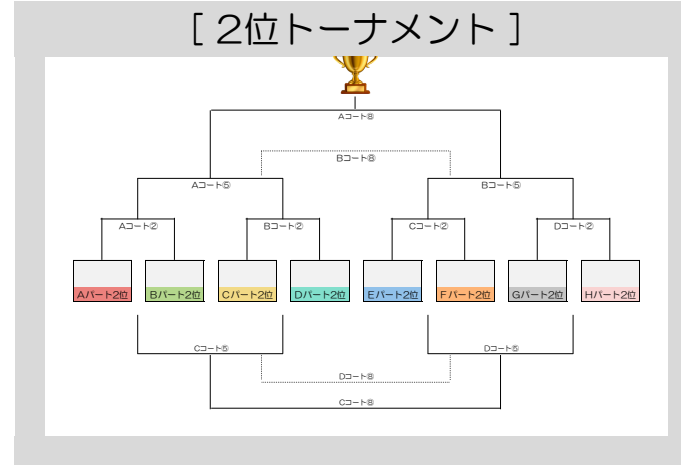 [ 2位トーナメント ]
Aコート⑧
Bコート⑧
Aコート⑤
Bコート⑤
Aコート②
Bコート②
Cコート②
Dコート②
Aパート2位
Bパート2位
Cパート2位
Dパート2位
Eパート2位
Fパート2位
Gパート2位
Hパート2位
Cコート⑤
Dコート⑤
Dコート⑧
Cコート⑧